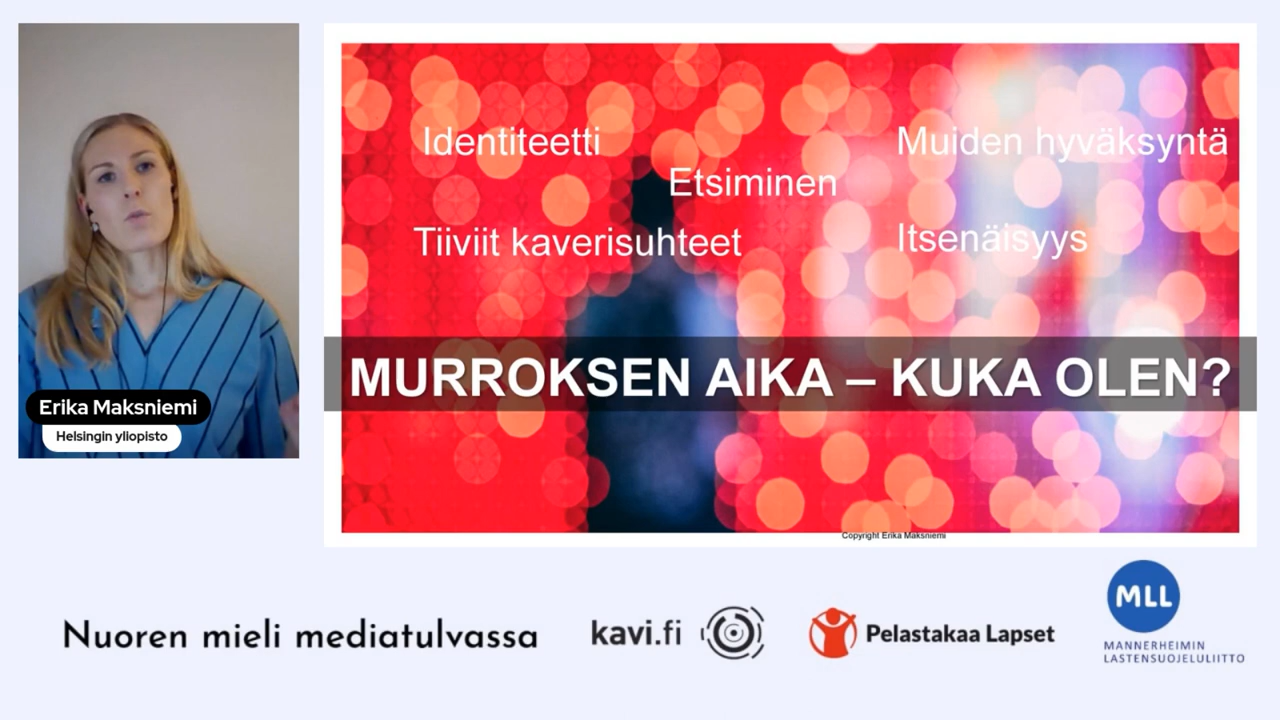 Identiteetti
Muiden hyväksyntä
Etsiminen
Tiiviit kaverisuhteet
Itsenäisyys
MURROKSEN AIKA – KUKA OLEN?
Copyright Erika Maksniemi
Erika Maksniemi
Helsingin yliopisto
Nuoren mieli mediatulvassa
kavi.fi
Pelastakaa Lapset
MLL
MANNERHEIMIN
LASTENSUOJELULIITTO